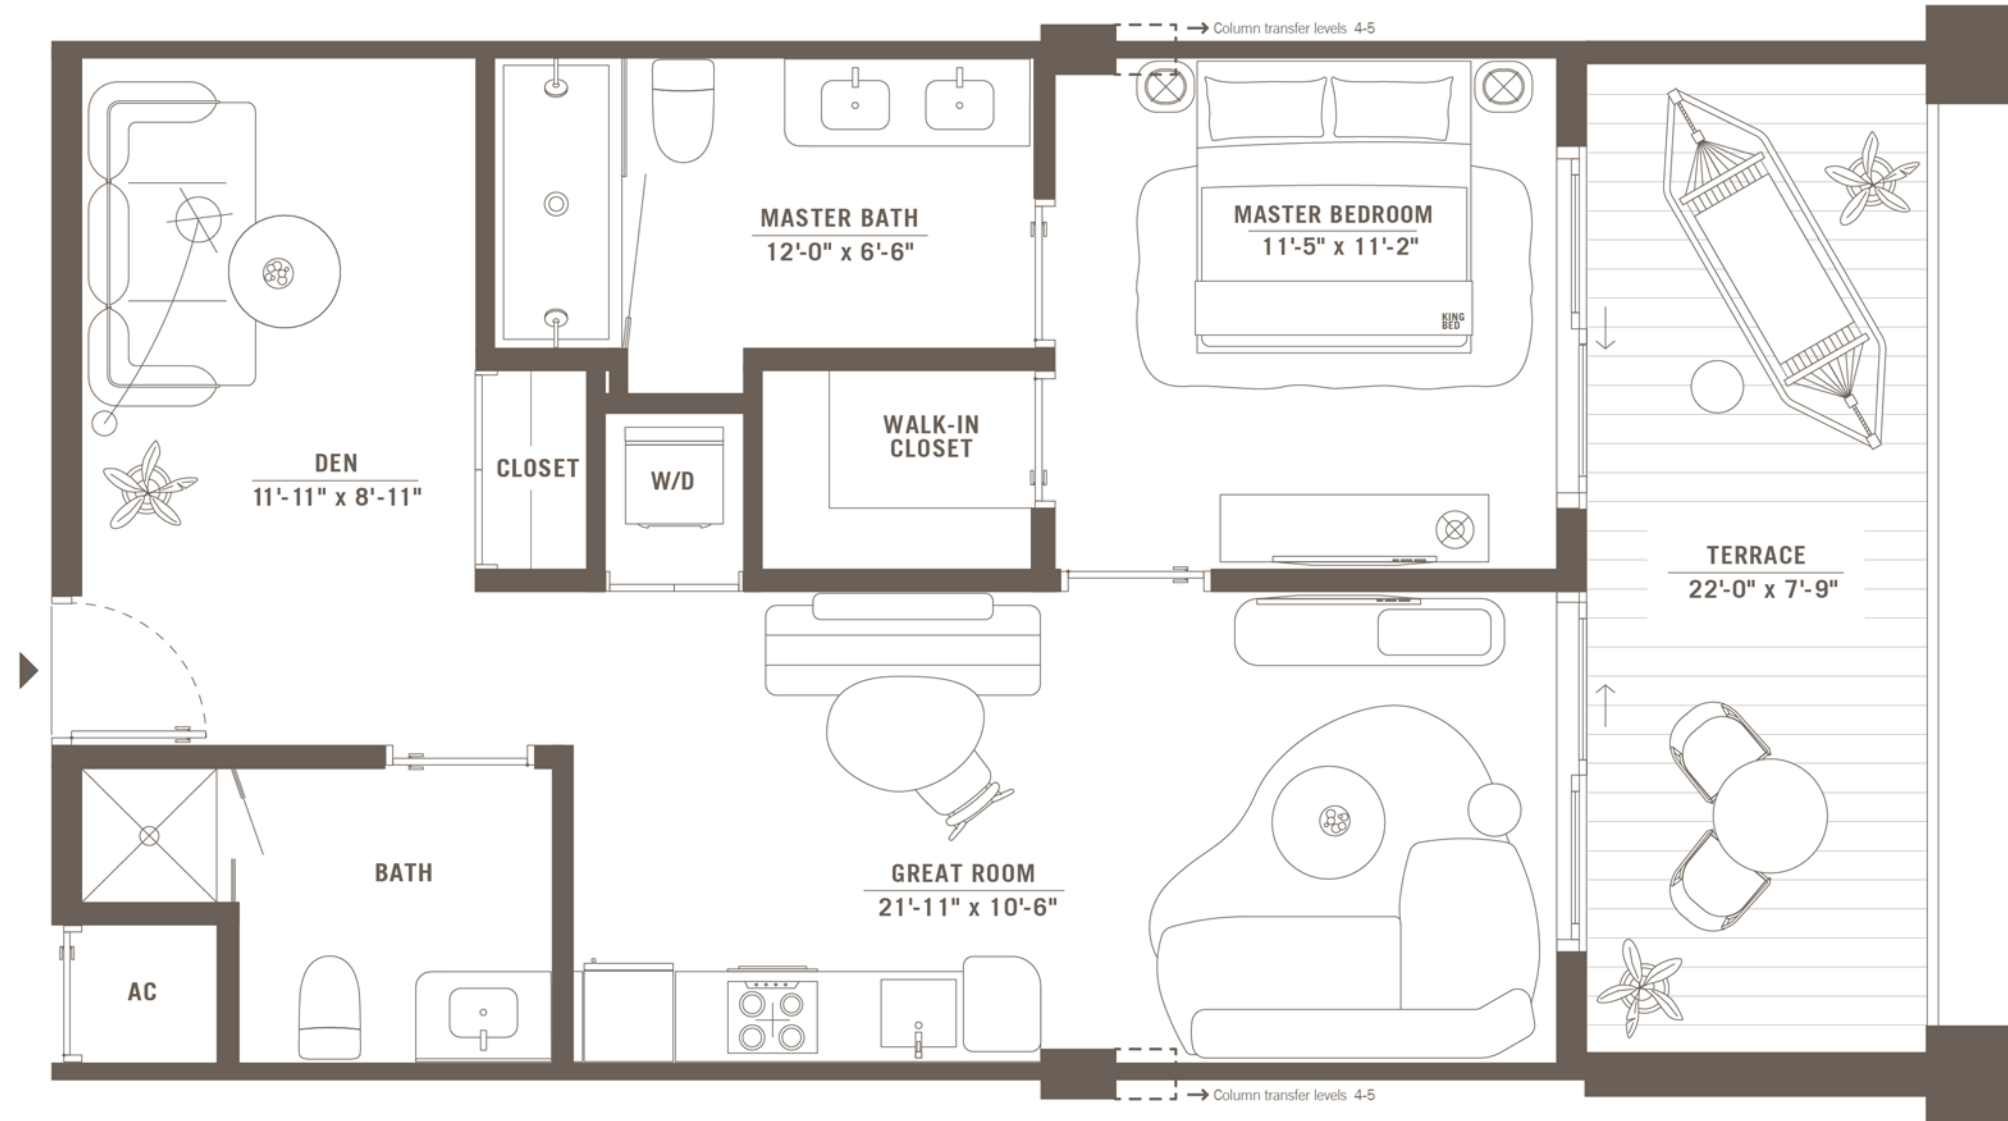 Column transfer levels 4-5
MASTER BATH
12'-0" x 6'-6"
MASTER BEDROOM
11'-5" x 11'-2"
KING
BED
WALK-IN
CLOSET
DEN
11'-11" x 8'-11"
CLOSET
W/D
TERRACE
22'-0" x 7'-9"
BATH
GREAT ROOM
21'-11" x 10'-6"
AC
Column transfer levels 4-5